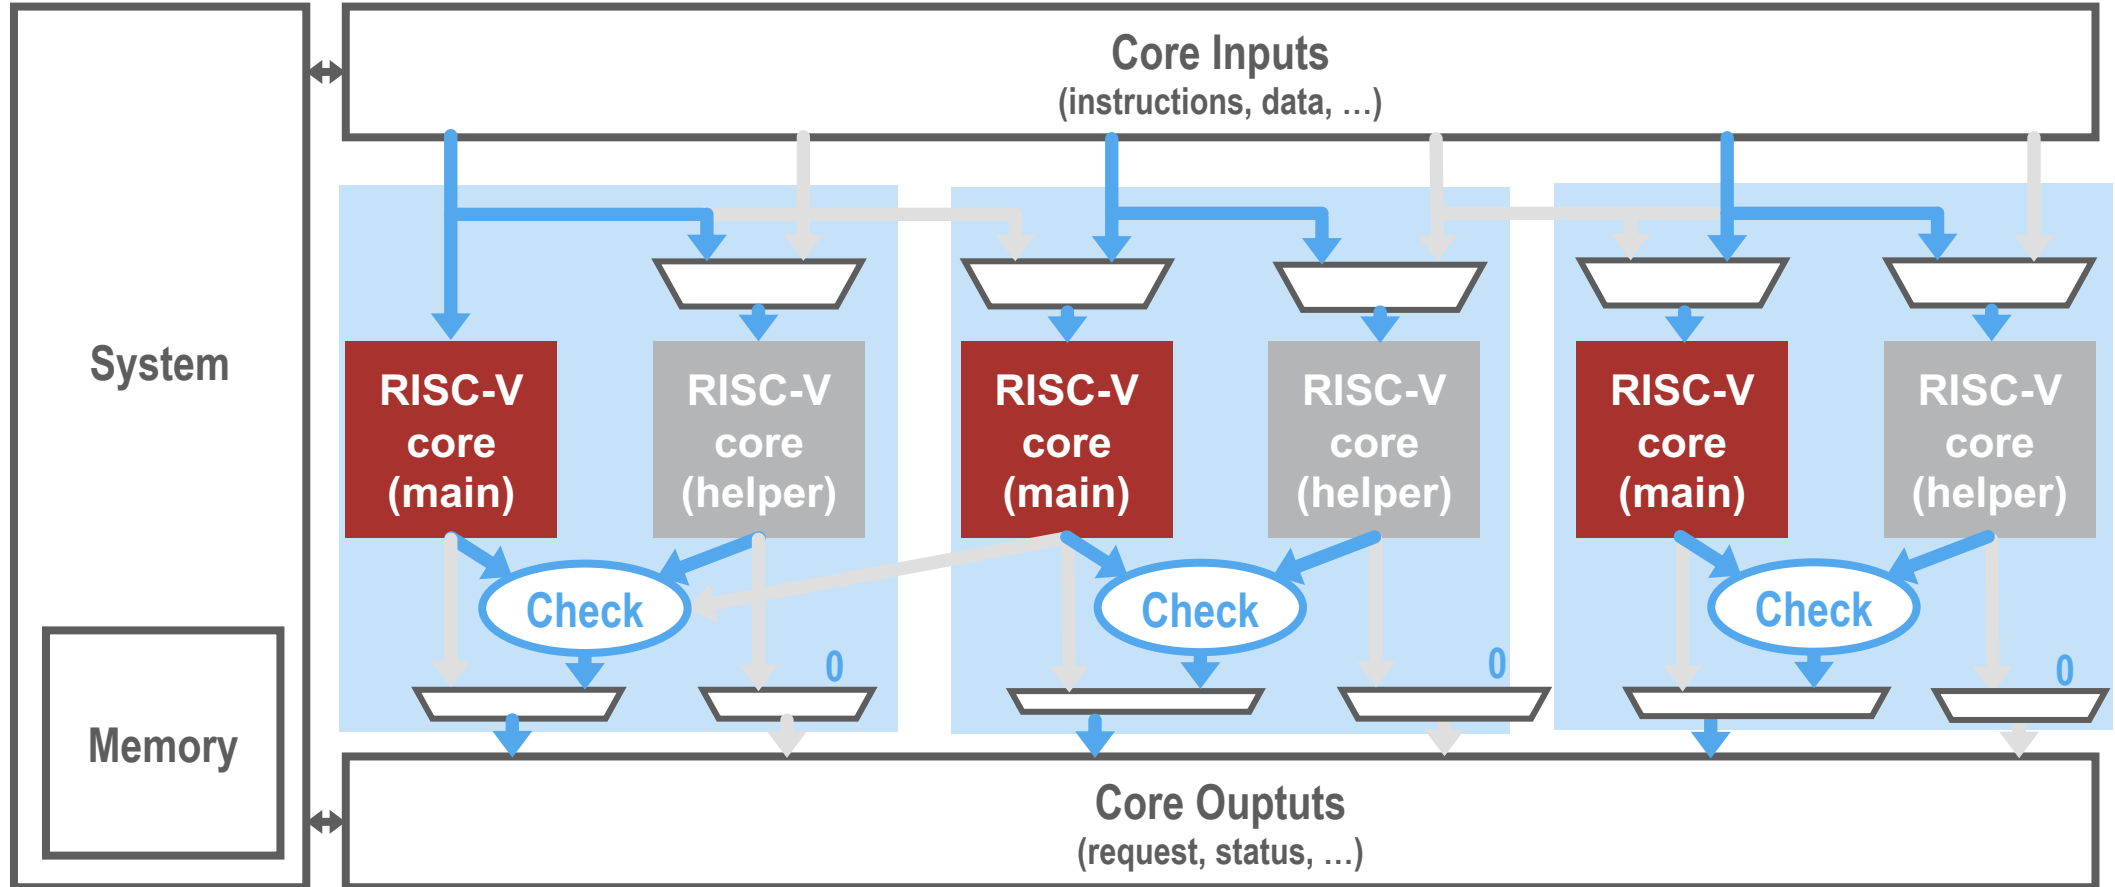 Core Inputs
(instructions, data, …)
System
Memory
RISC-V
core
(main)
RISC-V
core
(helper)
RISC-V
core
(main)
RISC-V
core
(helper)
RISC-V
core
(main)
RISC-V
core
(helper)
Check
0
Check
0
Check
0
Core Ouptuts
(request, status, …)